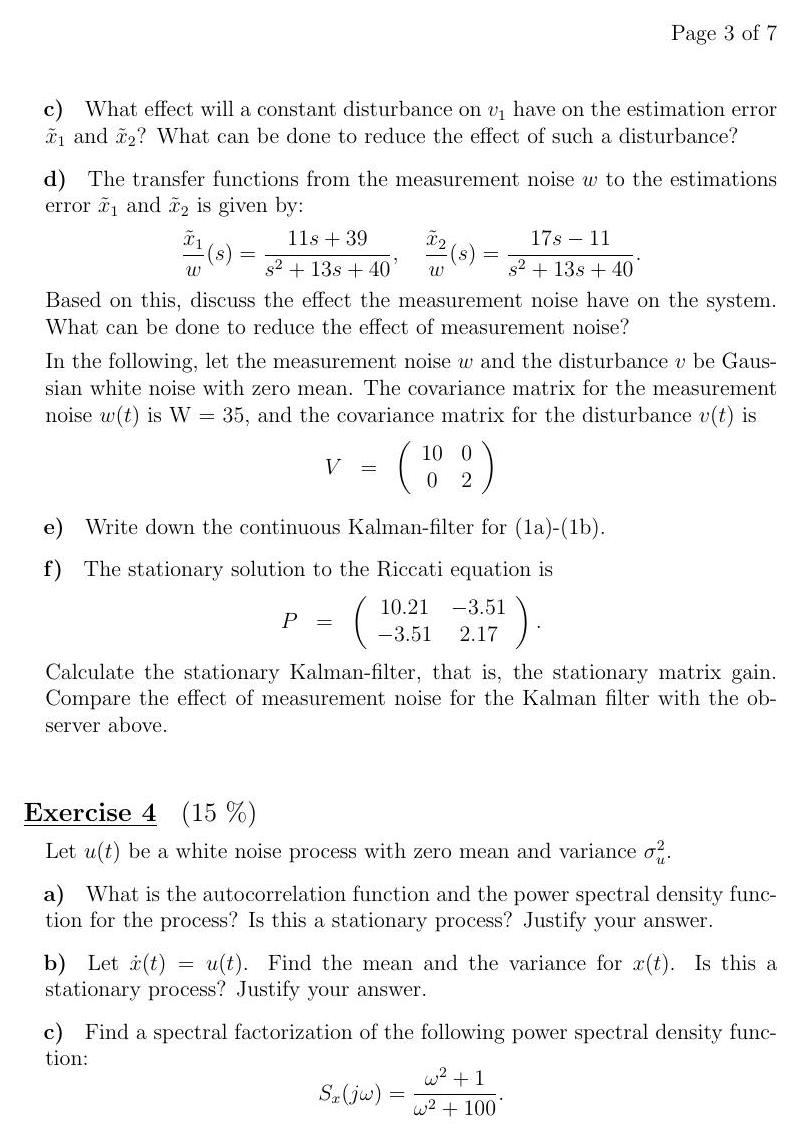 Page 3 of 7
c) What effect will a constant disturbance on v₁ have on the estimation error
x̃₁ and x̃₂? What can be done to reduce the effect of such a disturbance?
d) The transfer functions from the measurement noise w to the estimations
error x̃₁ and x̃₂ is given by:
x̃₁/w (s) = (11s + 39)/(s² + 13s + 40), x̃₂/w (s) = (17s − 11)/(s² + 13s + 40).
Based on this, discuss the effect the measurement noise have on the system.
What can be done to reduce the effect of measurement noise?
In the following, let the measurement noise w and the disturbance v be Gaus-
sian white noise with zero mean. The covariance matrix for the measurement
noise w(t) is W = 35, and the covariance matrix for the disturbance v(t) is
V = ( 10 0
0 2 )
e) Write down the continuous Kalman-filter for (1a)-(1b).
f) The stationary solution to the Riccati equation is
P = ( 10.21 −3.51
−3.51 2.17 ).
Calculate the stationary Kalman-filter, that is, the stationary matrix gain.
Compare the effect of measurement noise for the Kalman filter with the ob-
server above.
Exercise 4 (15 %)
Let u(t) be a white noise process with zero mean and variance σᵤ².
a) What is the autocorrelation function and the power spectral density func-
tion for the process? Is this a stationary process? Justify your answer.
b) Let ẋ(t) = u(t). Find the mean and the variance for x(t). Is this a
stationary process? Justify your answer.
c) Find a spectral factorization of the following power spectral density func-
tion:
Sₓ(jω) = (ω² + 1)/(ω² + 100).